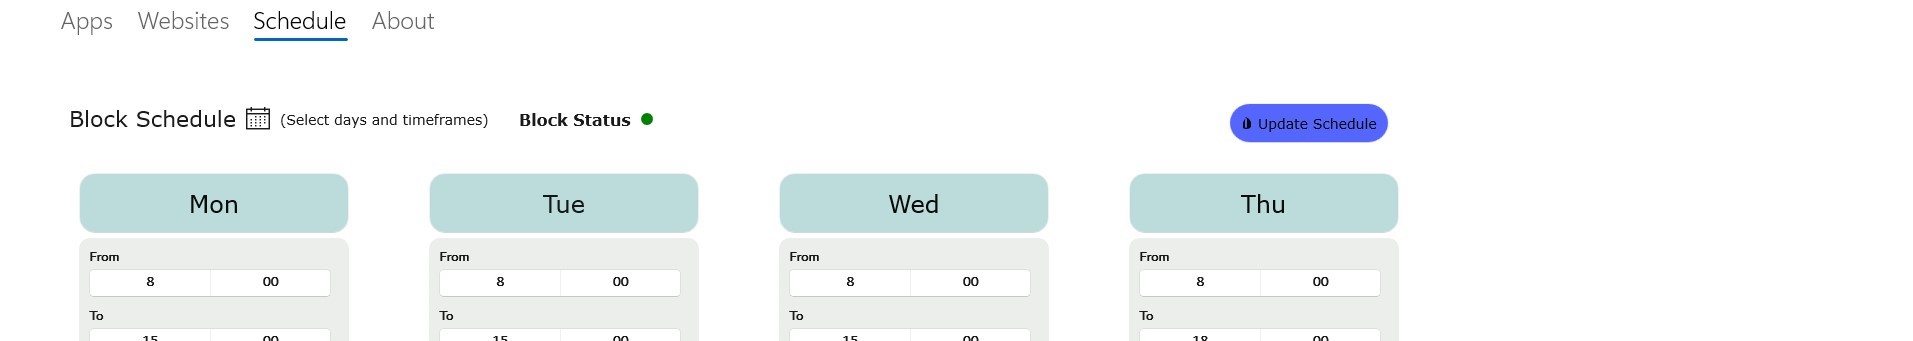 Apps Websites Schedule About
Block Schedule (Select days and timeframes) Block Status Update Schedule
Mon Tue Wed Thu
From From From From
8 00 8 00 8 00 8 00
To To To To
15 00 15 00 15 00 18 00